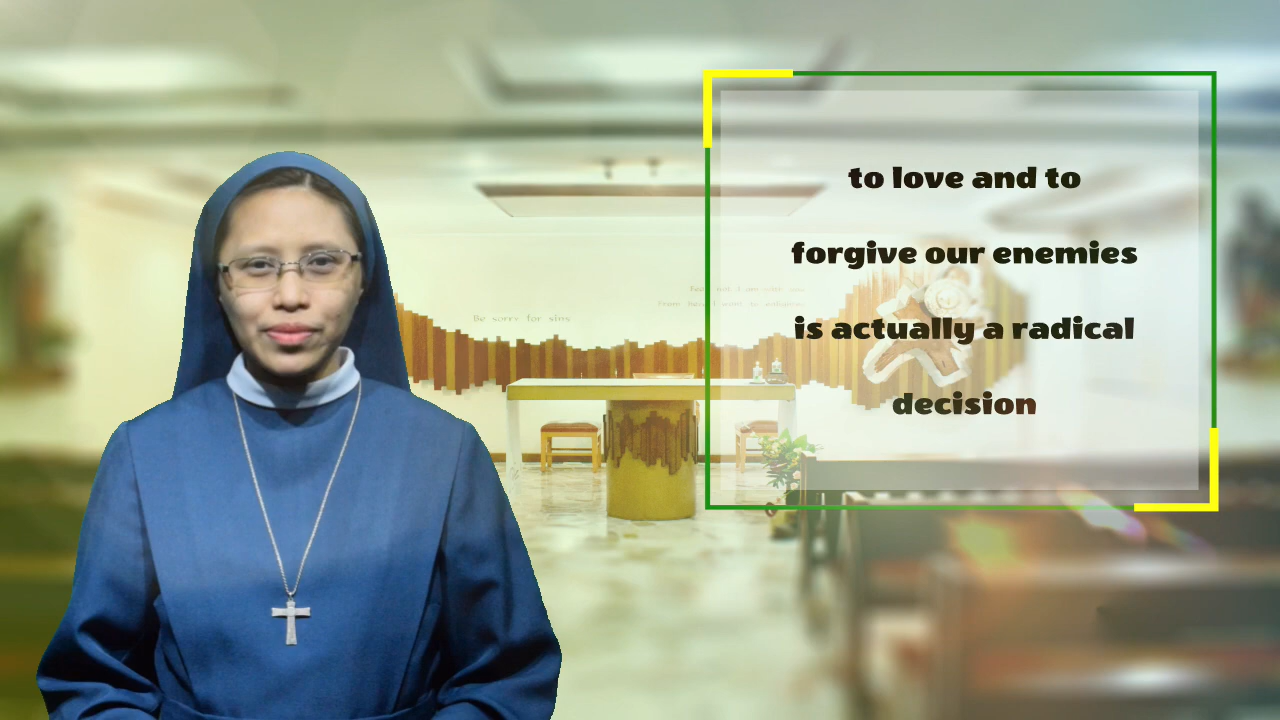 to love and to
forgive our enemies
is actually a radical
decision
Be sorry for sins